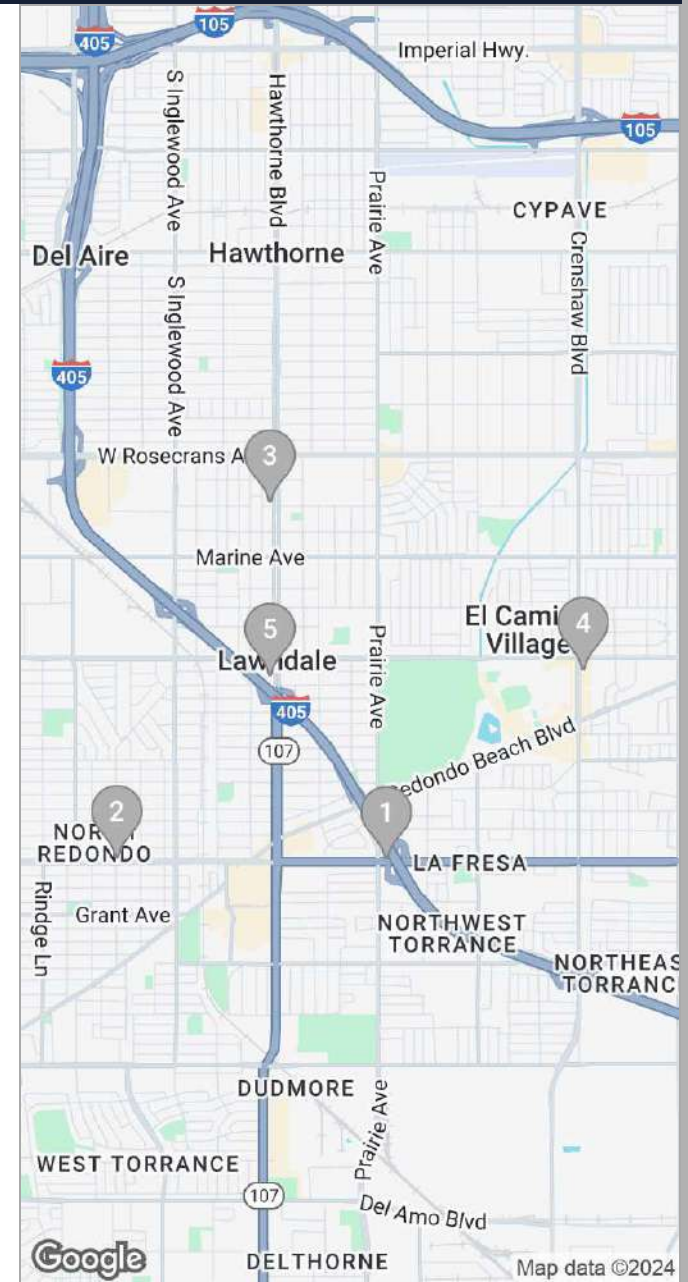 405
105
Imperial Hwy.
S Inglewood Ave
Hawthorne Blvd
105
Prairie Ave
CYPAVE
Del Aire
Hawthorne
Crenshaw Blvd
S Inglewood Ave
405
W Rosecrans A
3
Marine Ave
El Cami
Village
4
5
Lawndale
Prairie Ave
405
107
Redondo Beach Blvd
2
1
NORTH
REDONDO
LA FRESA
Rindge Ln
Grant Ave
NORTHWEST
TORRANCE
NORTHEAS
TORRANC
DUDMORE
Prairie Ave
WEST TORRANCE
107
Del Amo Blvd
Google
DELTHORNE
Map data ©2024